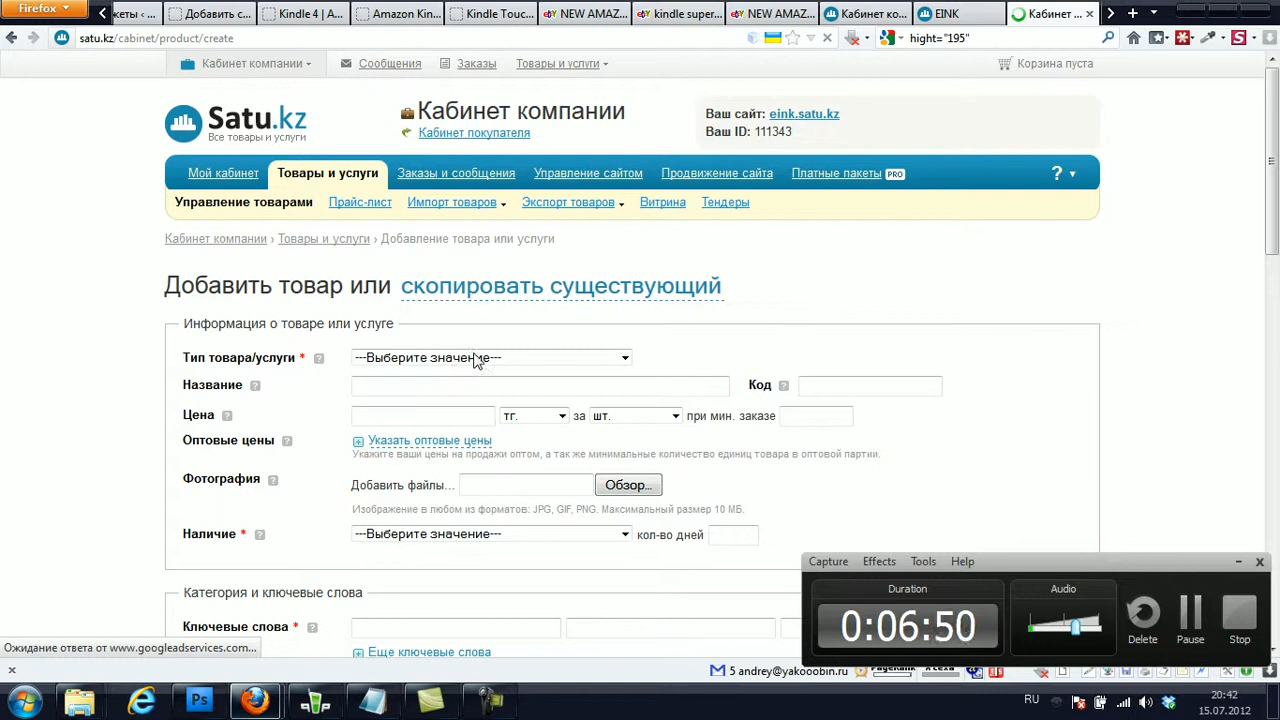 Firefox
кеты ‹ ...
Добавить с...
Kindle 4 | A...
Amazon Kin...
Kindle Touc...
NEW AMAZ...
kindle super...
NEW AMAZ...
Кабинет ко...
EINK
Кабинет ...
satu.kz/cabinet/product/create
hight="195"
Кабинет компании
Сообщения
Заказы
Товары и услуги
Корзина пуста
Satu.kz
Все товары и услуги
Кабинет компании
Кабинет покупателя
Ваш сайт: eink.satu.kz
Ваш ID: 111343
Мой кабинет Товары и услуги Заказы и сообщения Управление сайтом Продвижение сайта Платные пакеты PRO ?
Управление товарами Прайс-лист Импорт товаров Экспорт товаров Витрина Тендеры
Кабинет компании › Товары и услуги › Добавление товара или услуги
Добавить товар или скопировать существующий
Информация о товаре или услуге
Тип товара/услуги * ? ---Выберите значение---
Название ? Код ?
Цена ? тг. за шт. при мин. заказе
Оптовые цены ? Указать оптовые цены
Укажите ваши цены на продажи оптом, а так же минимальные количество единиц товара в оптовой партии.
Фотография ? Добавить файлы... Обзор...
Изображение в любом из форматов: JPG, GIF, PNG. Максимальный размер 10 МБ.
Наличие * ? ---Выберите значение--- кол-во дней
Категория и ключевые слова
Ключевые слова * ?
Еще ключевые слова
Capture Effects Tools Help
Duration
Audio
0:06:50
Delete Pause Stop
Ожидание ответа от www.googleadservices.com...
5 andrey@yakooobin.ru
PageRank
RU
20:42
15.07.2012